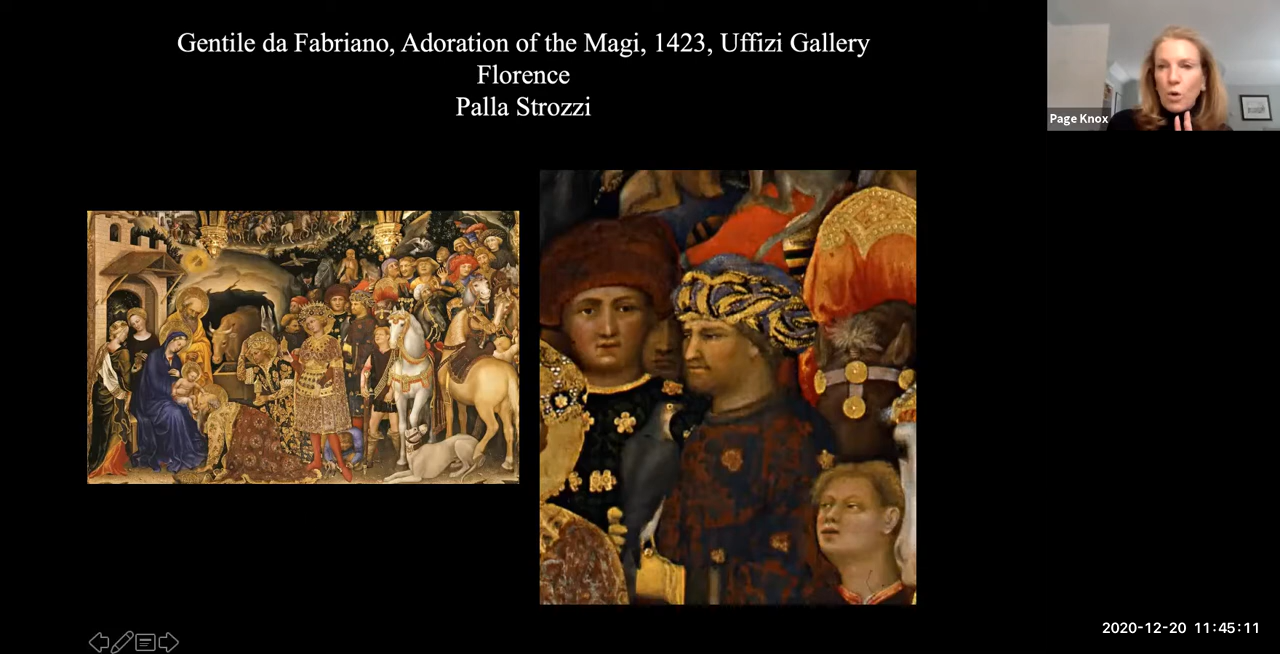 Gentile da Fabriano, Adoration of the Magi, 1423, Uffizi Gallery
Florence
Palla Strozzi
Page Knox
2020-12-20 11:45:11